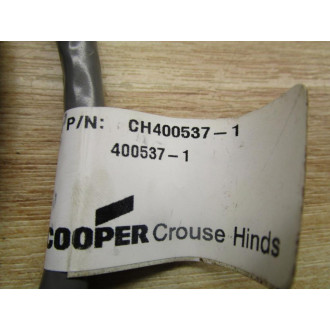 P/N: CH400537-1
400537-1
COOPER Crouse Hinds